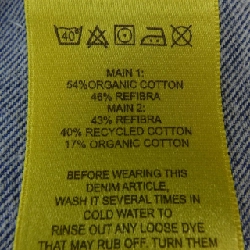 40°
MAIN 1:
54%ORGANIC COTTON
46% REFIBRA
MAIN 2:
43% REFIBRA
40% RECYCLED COTTON
17% ORGANIC COTTON
BEFORE WEARING THIS
DENIM ARTICLE,
WASH IT SEVERAL TIMES IN
COLD WATER TO
RINSE OUT ANY LOOSE DYE
THAT MAY RUB OFF. TURN THEM